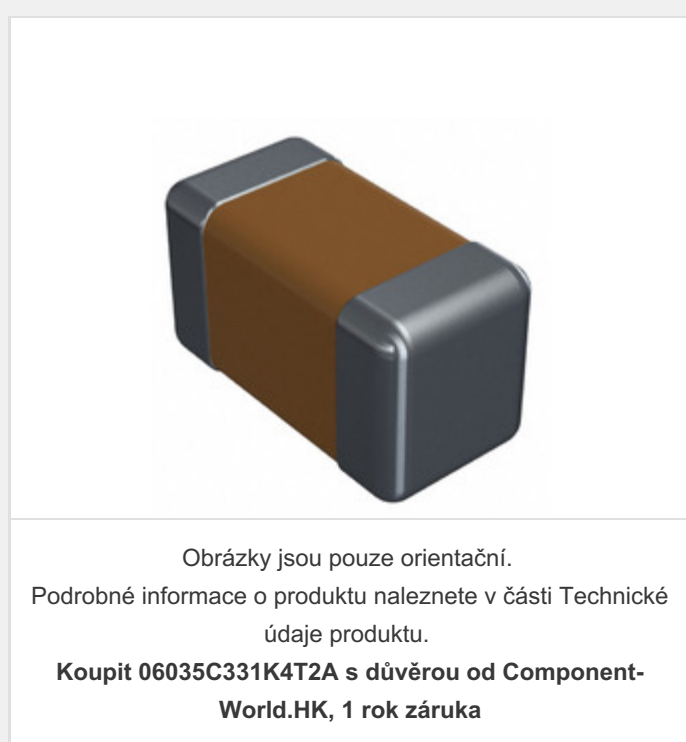 Obrázky jsou pouze orientační.
Podrobné informace o produktu naleznete v části Technické
údaje produktu.
Koupit 06035C331K4T2A s důvěrou od Component-
World.HK, 1 rok záruka